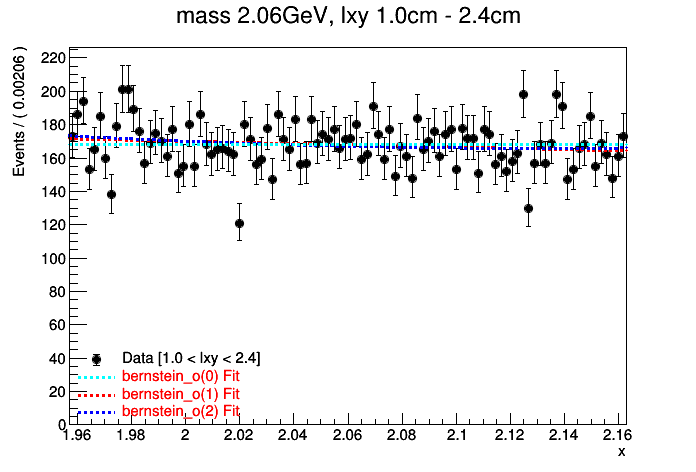 mass 2.06GeV, lxy 1.0cm - 2.4cm
Events / ( 0.00206 )
220
200
180
160
140
120
100
80
60
40
20
0
Data [1.0 < lxy < 2.4]
bernstein_o(0) Fit
bernstein_o(1) Fit
bernstein_o(2) Fit
1.96 1.98 2 2.02 2.04 2.06 2.08 2.1 2.12 2.14 2.16
x